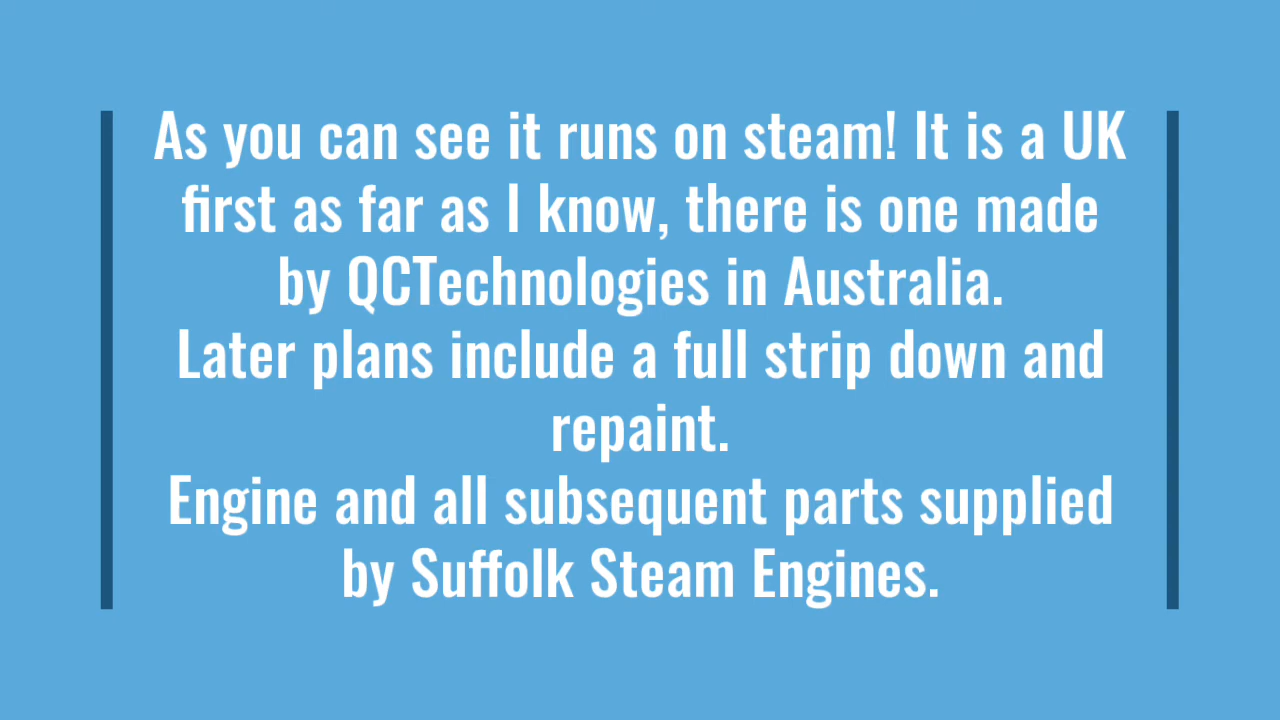 As you can see it runs on steam! It is a UK
first as far as I know, there is one made
by QCTechnologies in Australia.
Later plans include a full strip down and
repaint.
Engine and all subsequent parts supplied
by Suffolk Steam Engines.